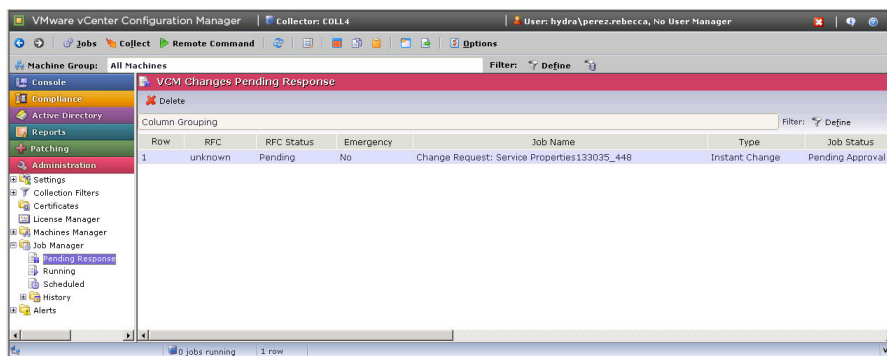 VMware vCenter Configuration Manager Collector: COLL4 User: hydra\perez.rebecca, No User Manager
Jobs Collect Remote Command Options
Machine Group: All Machines Filter: Define
Console
VCM Changes Pending Response
Compliance
Delete
Active Directory
Column Grouping Filter: Define
Reports
Patching
Row RFC RFC Status Emergency Job Name Type Job Status
1 unknown Pending No Change Request: Service Properties133035_448 Instant Change Pending Approval
Administration
Settings
Collection Filters
Certificates
License Manager
Machines Manager
Job Manager
Pending Response
Running
Scheduled
History
Alerts
0 jobs running 1 row